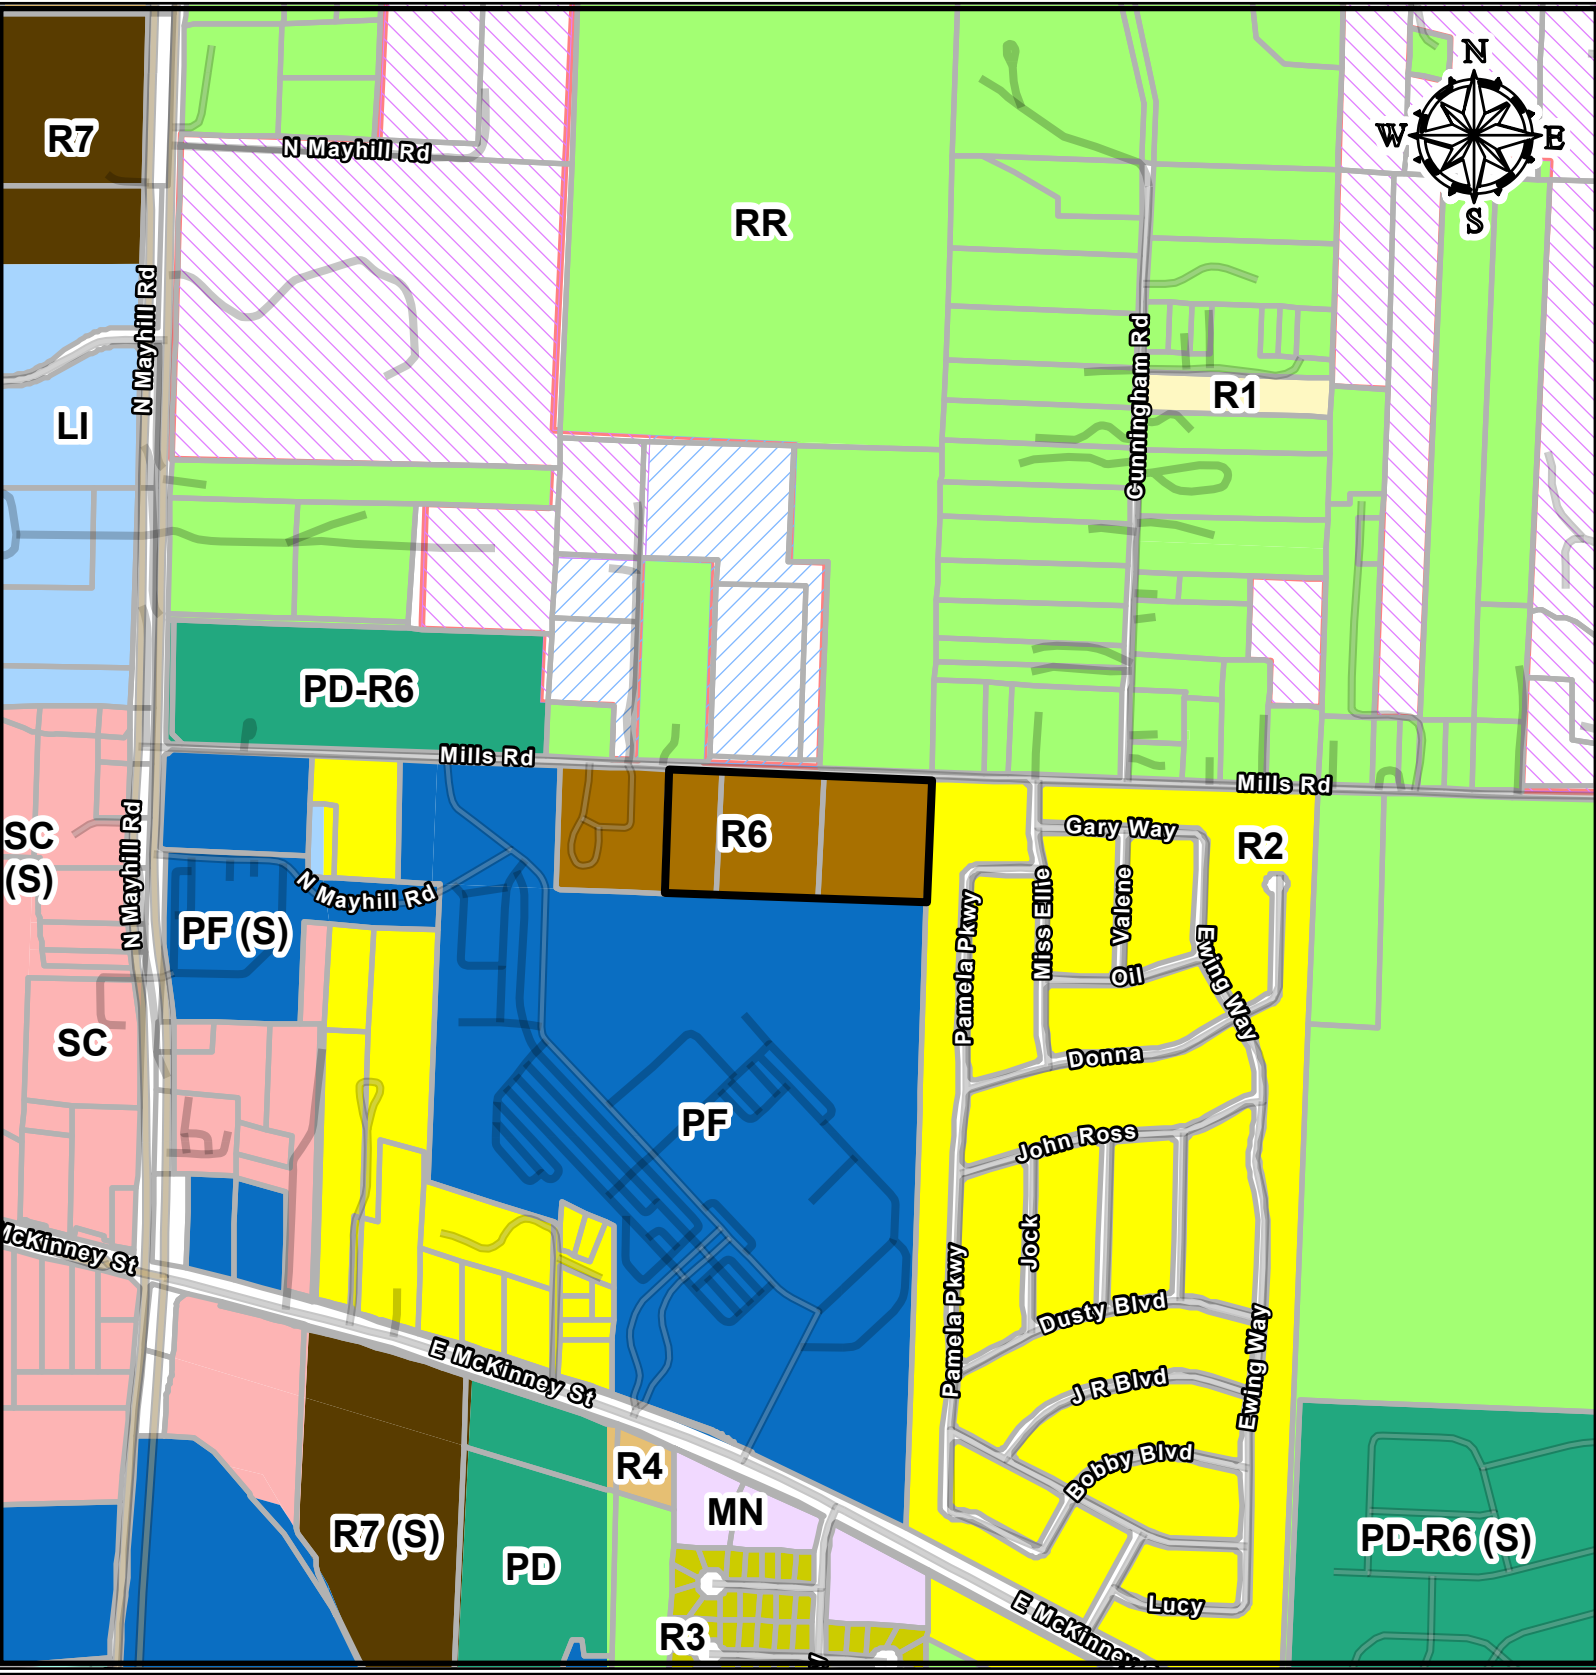 N
W E
S
R7
N Mayhill Rd
RR
N Mayhill Rd
Cunningham Rd
R1
LI
PD-R6
Mills Rd
Mills Rd
SC
(S)
N Mayhill Rd
R6
Gary Way
R2
N Mayhill Rd
PF (S)
Pamela Pkwy
Miss Ellie
Valene
Ewing Way
Oil
SC
Donna
PF
John Ross
McKinney St
Jock
Pamela Pkwy
Dusty Blvd
Ewing Way
E McKinney St
J R Blvd
Bobby Blvd
R4
MN
R7 (S)
PD
PD-R6 (S)
Lucy
E McKinney
R3